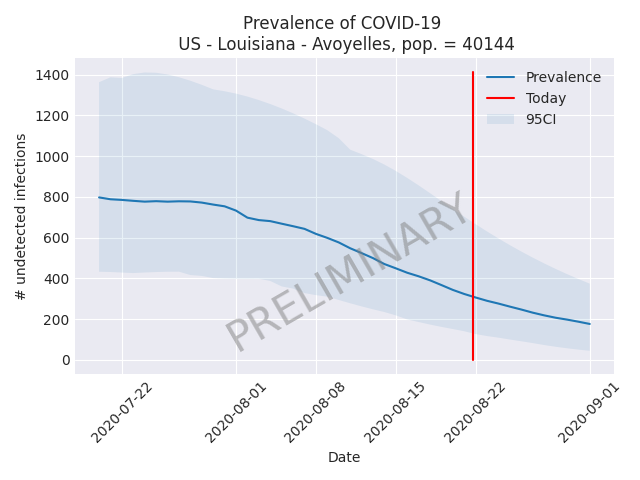 Prevalence of COVID-19
US - Louisiana - Avoyelles, pop. = 40144
# undetected infections
1400
1200
1000
800
600
400
200
0
Prevalence
Today
95CI
PRELIMINARY
2020-07-22
2020-08-01
2020-08-08
2020-08-15
2020-08-22
2020-09-01
Date